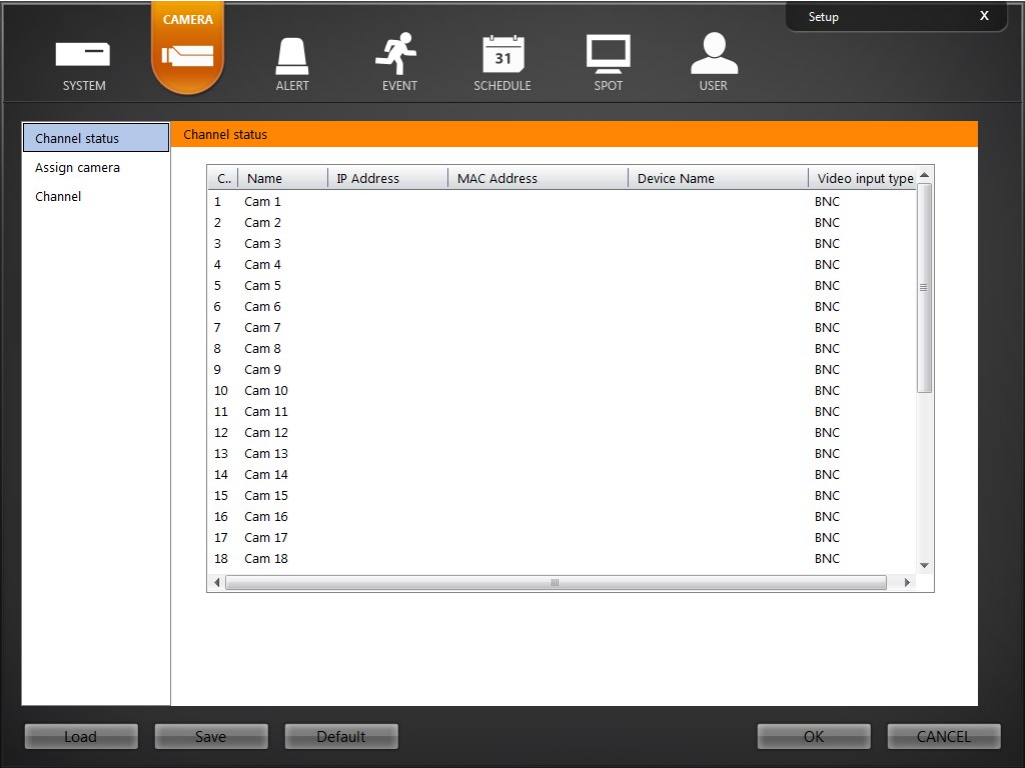 Setup X
CAMERA
SYSTEM ALERT EVENT 31 SCHEDULE SPOT USER
Channel status
Assign camera
Channel
Channel status
C.. Name IP Address MAC Address Device Name Video input type
1 Cam 1 BNC
2 Cam 2 BNC
3 Cam 3 BNC
4 Cam 4 BNC
5 Cam 5 BNC
6 Cam 6 BNC
7 Cam 7 BNC
8 Cam 8 BNC
9 Cam 9 BNC
10 Cam 10 BNC
11 Cam 11 BNC
12 Cam 12 BNC
13 Cam 13 BNC
14 Cam 14 BNC
15 Cam 15 BNC
16 Cam 16 BNC
17 Cam 17 BNC
18 Cam 18 BNC
Load Save Default OK CANCEL